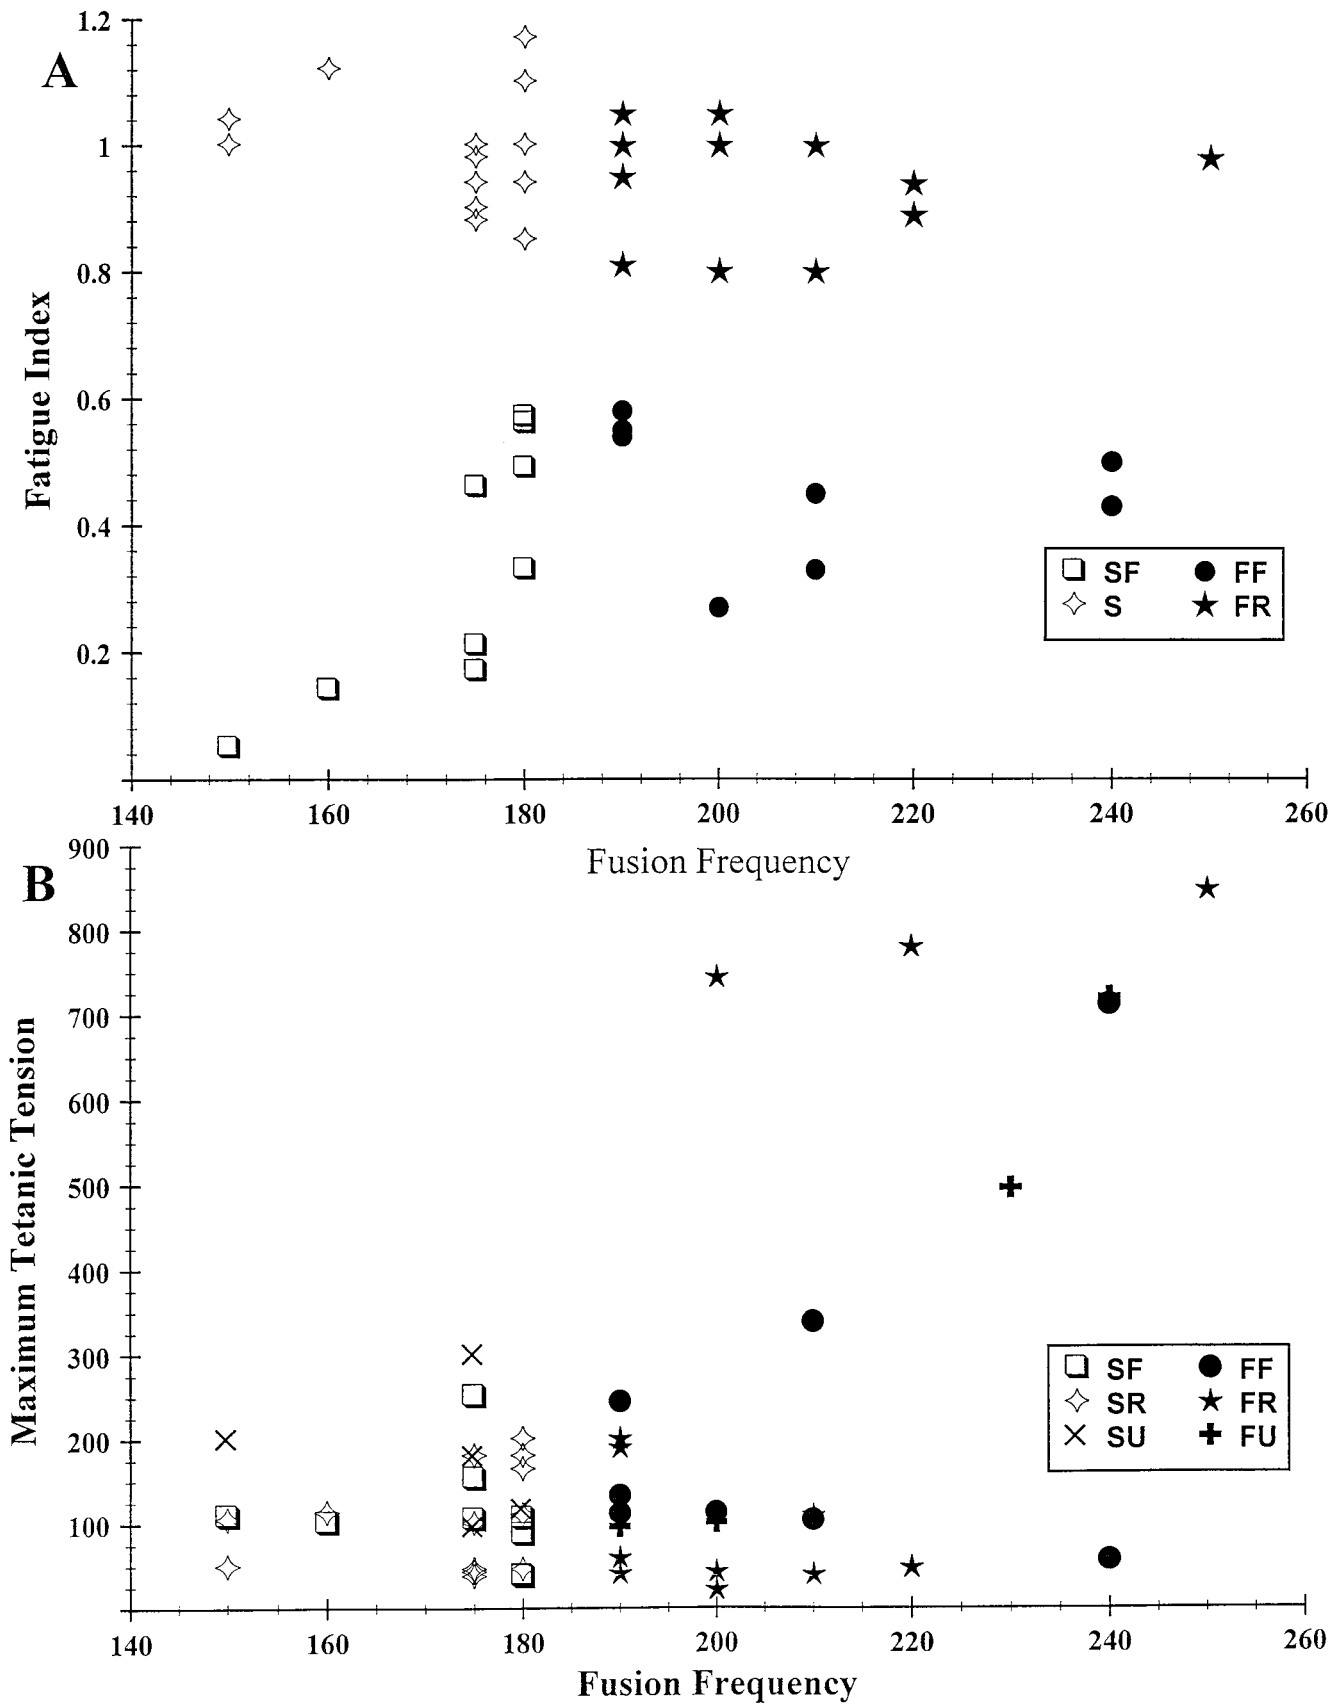 A
1.2
1
0.8
0.6
0.4
0.2
Fatigue Index
SF FF
S FR
140 160 180 200 220 240 260
Fusion Frequency
B
900
800
700
600
500
400
300
200
100
Maximum Tetanic Tension
SF FF
SR FR
SU FU
140 160 180 200 220 240 260
Fusion Frequency